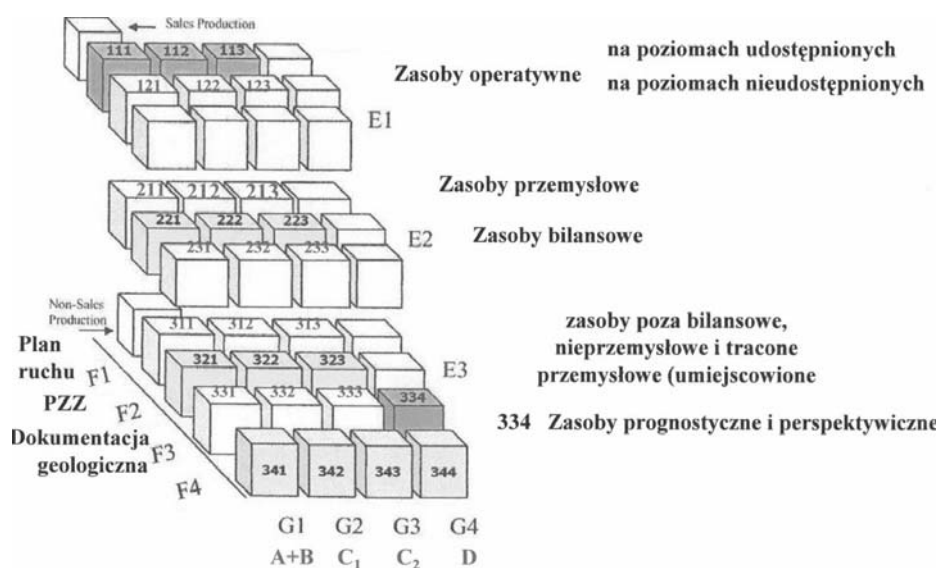 Sales Production
111 112 113
121 122 123
E1
Zasoby operatywne
na poziomach udostępnionych
na poziomach nieudostępnionych
211 212 213
Zasoby przemysłowe
221 222 223
E2
Zasoby bilansowe
231 232 233
Non-Sales
Production
311 312 313
321 322 323
E3
331 332 333 334
341 342 343 344
zasoby poza bilansowe,
nieprzemysłowe i tracone
przemysłowe (umiejscowione
334 Zasoby prognostyczne i perspektywiczne
Plan
ruchu
F1
PZZ
F2
Dokumentacja
geologiczna
F3
F4
G1 G2 G3 G4
A+B C₁ C₂ D